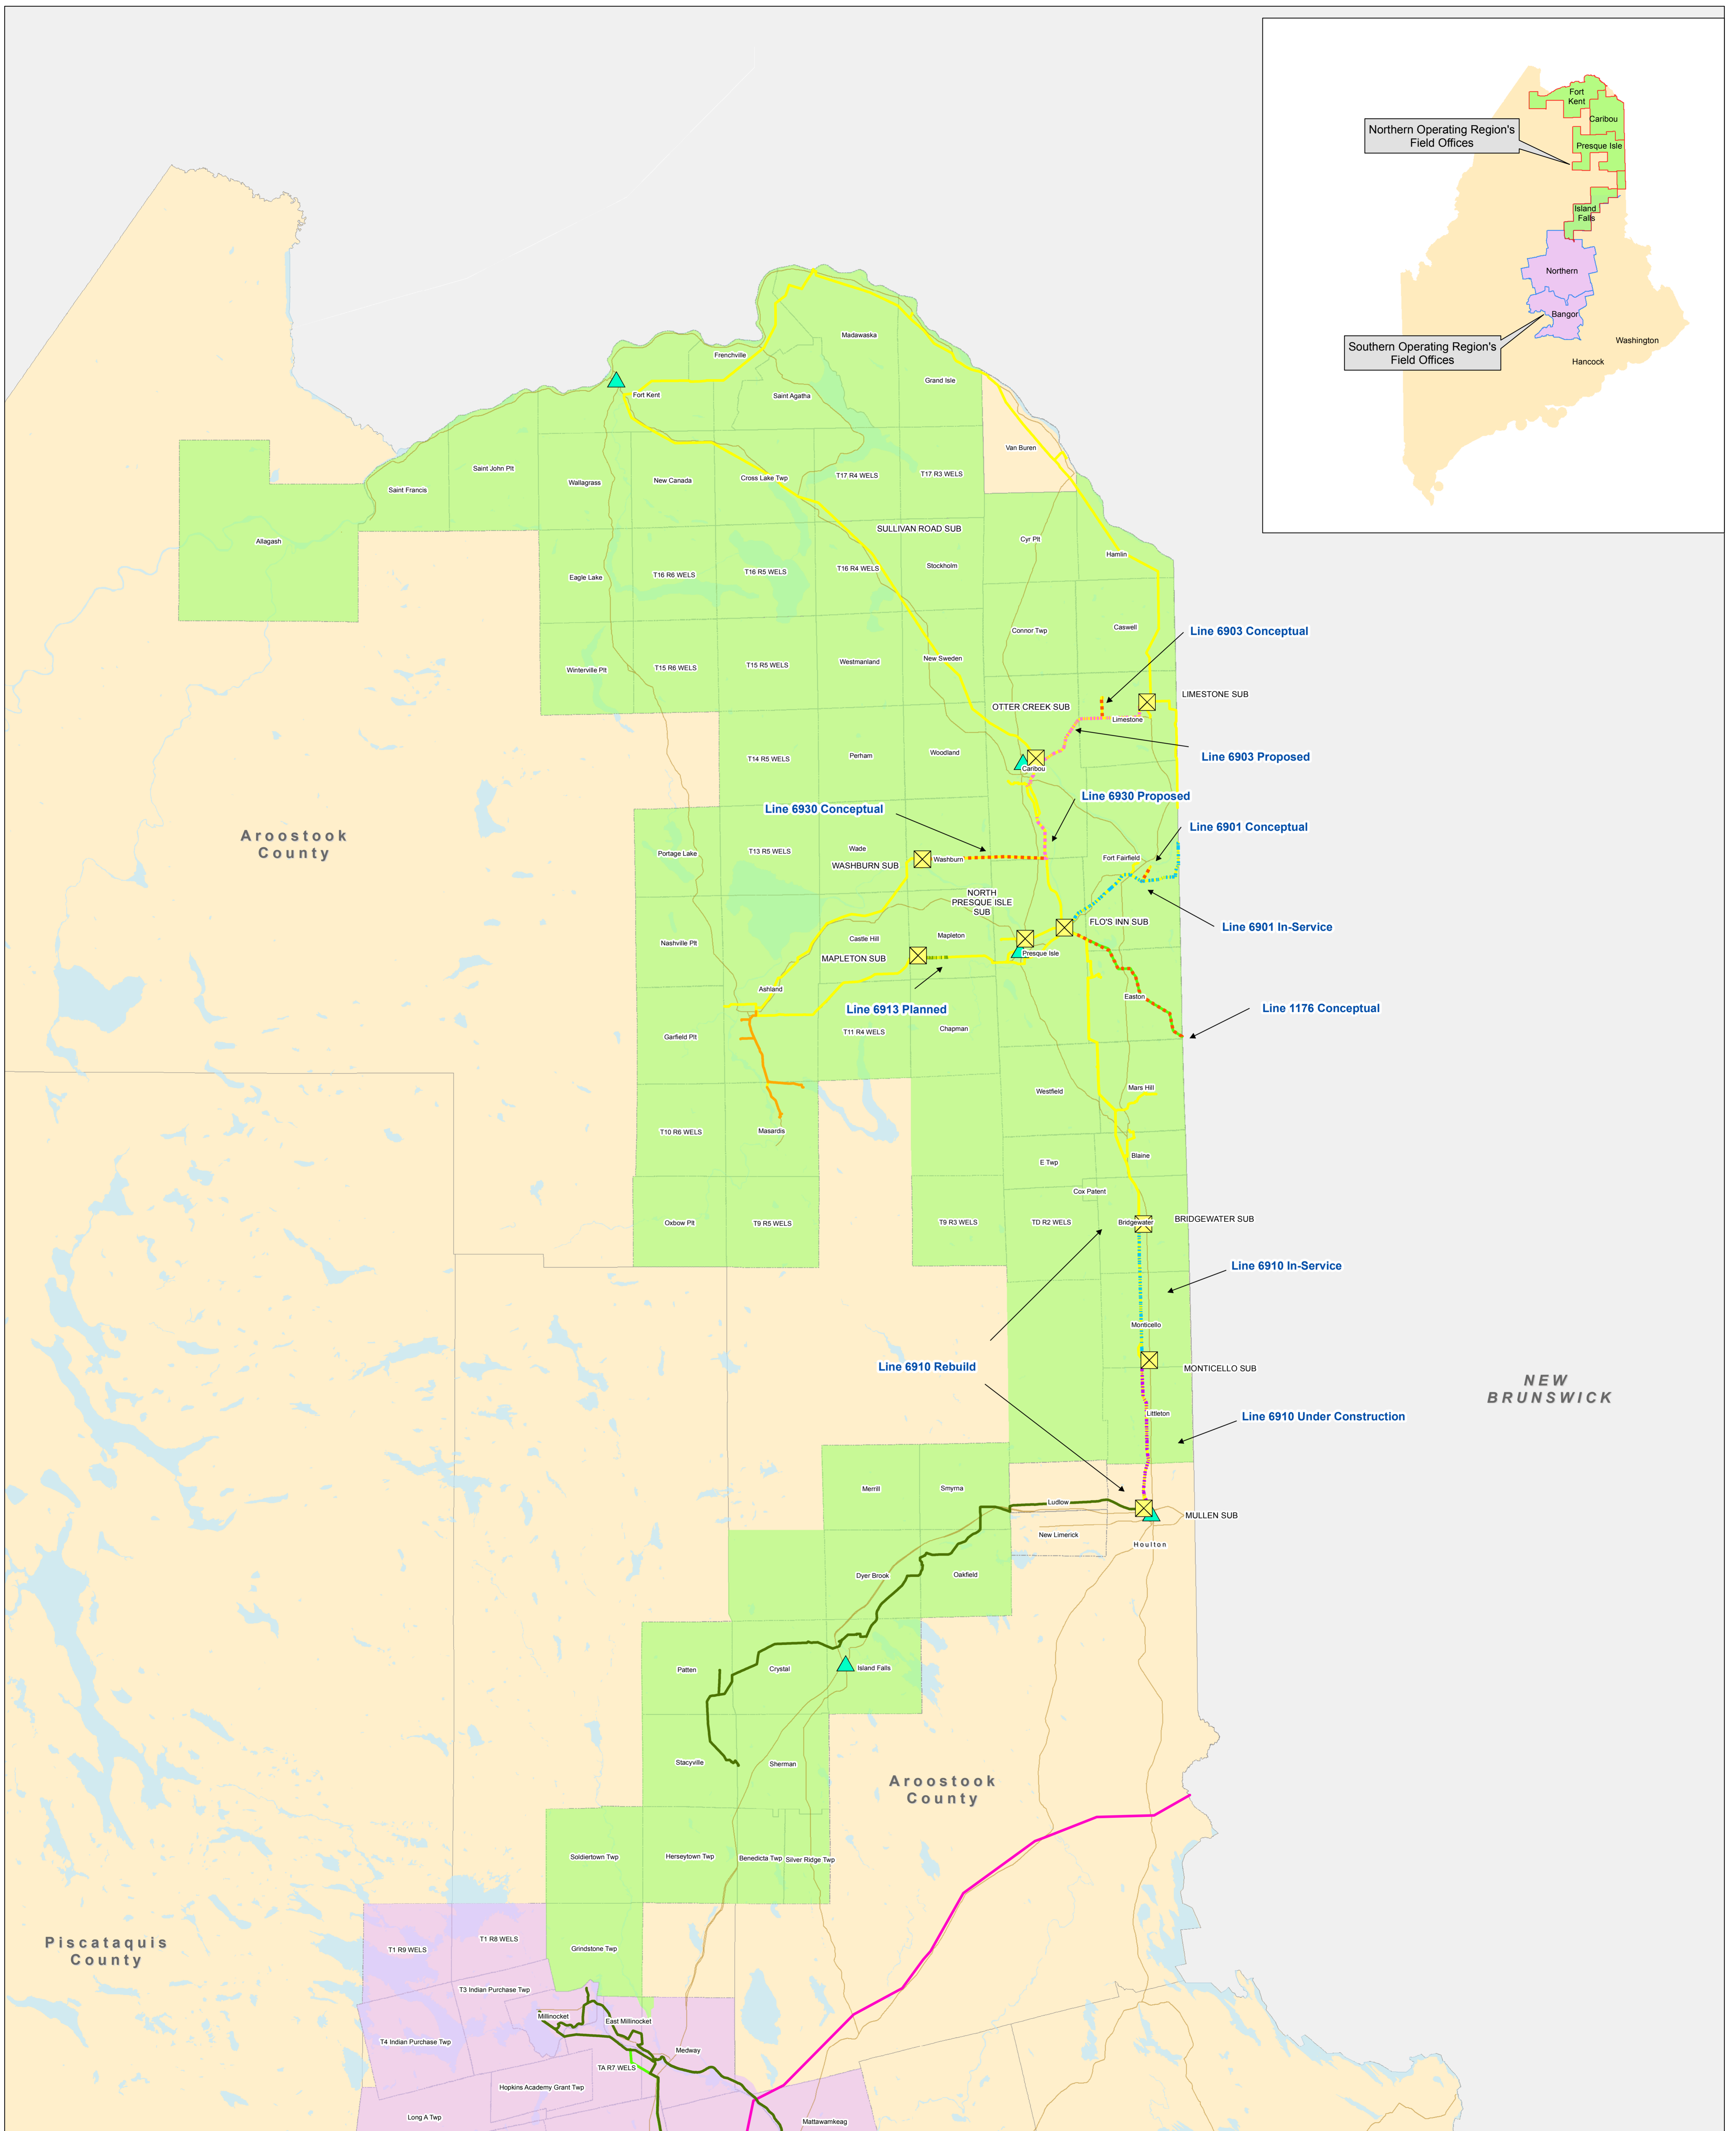 Northern Operating Region's
Field Offices
Fort
Kent
Caribou
Presque Isle
Island
Falls
Northern
Bangor
Southern Operating Region's
Field Offices
Washington
Hancock
Madawaska
Frenchville
Grand Isle
Fort Kent
Saint Agatha
Van Buren
Saint John Plt
Saint Francis
Wallagrass
New Canada
Cross Lake Twp
T17 R4 WELS
T17 R3 WELS
SULLIVAN ROAD SUB
Allagash
Cyr Plt
Hamlin
Eagle Lake
T16 R6 WELS
T16 R5 WELS
T16 R4 WELS
Stockholm
Connor Twp
Caswell
Line 6903 Conceptual
Winterville Plt
T15 R6 WELS
T15 R5 WELS
Westmanland
New Sweden
LIMESTONE SUB
OTTER CREEK SUB
Limestone
Line 6903 Proposed
T14 R5 WELS
Perham
Woodland
Caribou
Line 6930 Proposed
Line 6930 Conceptual
Line 6901 Conceptual
Aroostook
County
Portage Lake
T13 R5 WELS
Wade
WASHBURN SUB
Washburn
Fort Fairfield
NORTH
PRESQUE ISLE
SUB
FLO'S INN SUB
Line 6901 In-Service
Nashville Plt
Castle Hill
Mapleton
MAPLETON SUB
Presque Isle
Ashland
Easton
Line 6913 Planned
Line 1176 Conceptual
Garfield Plt
T11 R4 WELS
Chapman
Westfield
Mars Hill
T10 R6 WELS
Masardis
Blaine
E Twp
Cox Patent
Oxbow Plt
T9 R5 WELS
T9 R3 WELS
TD R2 WELS
Bridgewater
BRIDGEWATER SUB
Line 6910 In-Service
Monticello
Line 6910 Rebuild
MONTICELLO SUB
NEW
BRUNSWICK
Littleton
Line 6910 Under Construction
Merrill
Smyrna
Ludlow
MULLEN SUB
New Limerick
Houlton
Dyer Brook
Oakfield
Patten
Crystal
Island Falls
Stacyville
Sherman
Aroostook
County
Soldiertown Twp
Herseytown Twp
Benedicta Twp
Silver Ridge Twp
Piscataquis
County
T1 R9 WELS
T1 R8 WELS
Grindstone Twp
T3 Indian Purchase Twp
Millinocket
East Millinocket
T4 Indian Purchase Twp
Medway
TA R7 WELS
Hopkins Academy Grant Twp
Long A Twp
Mattawamkeag